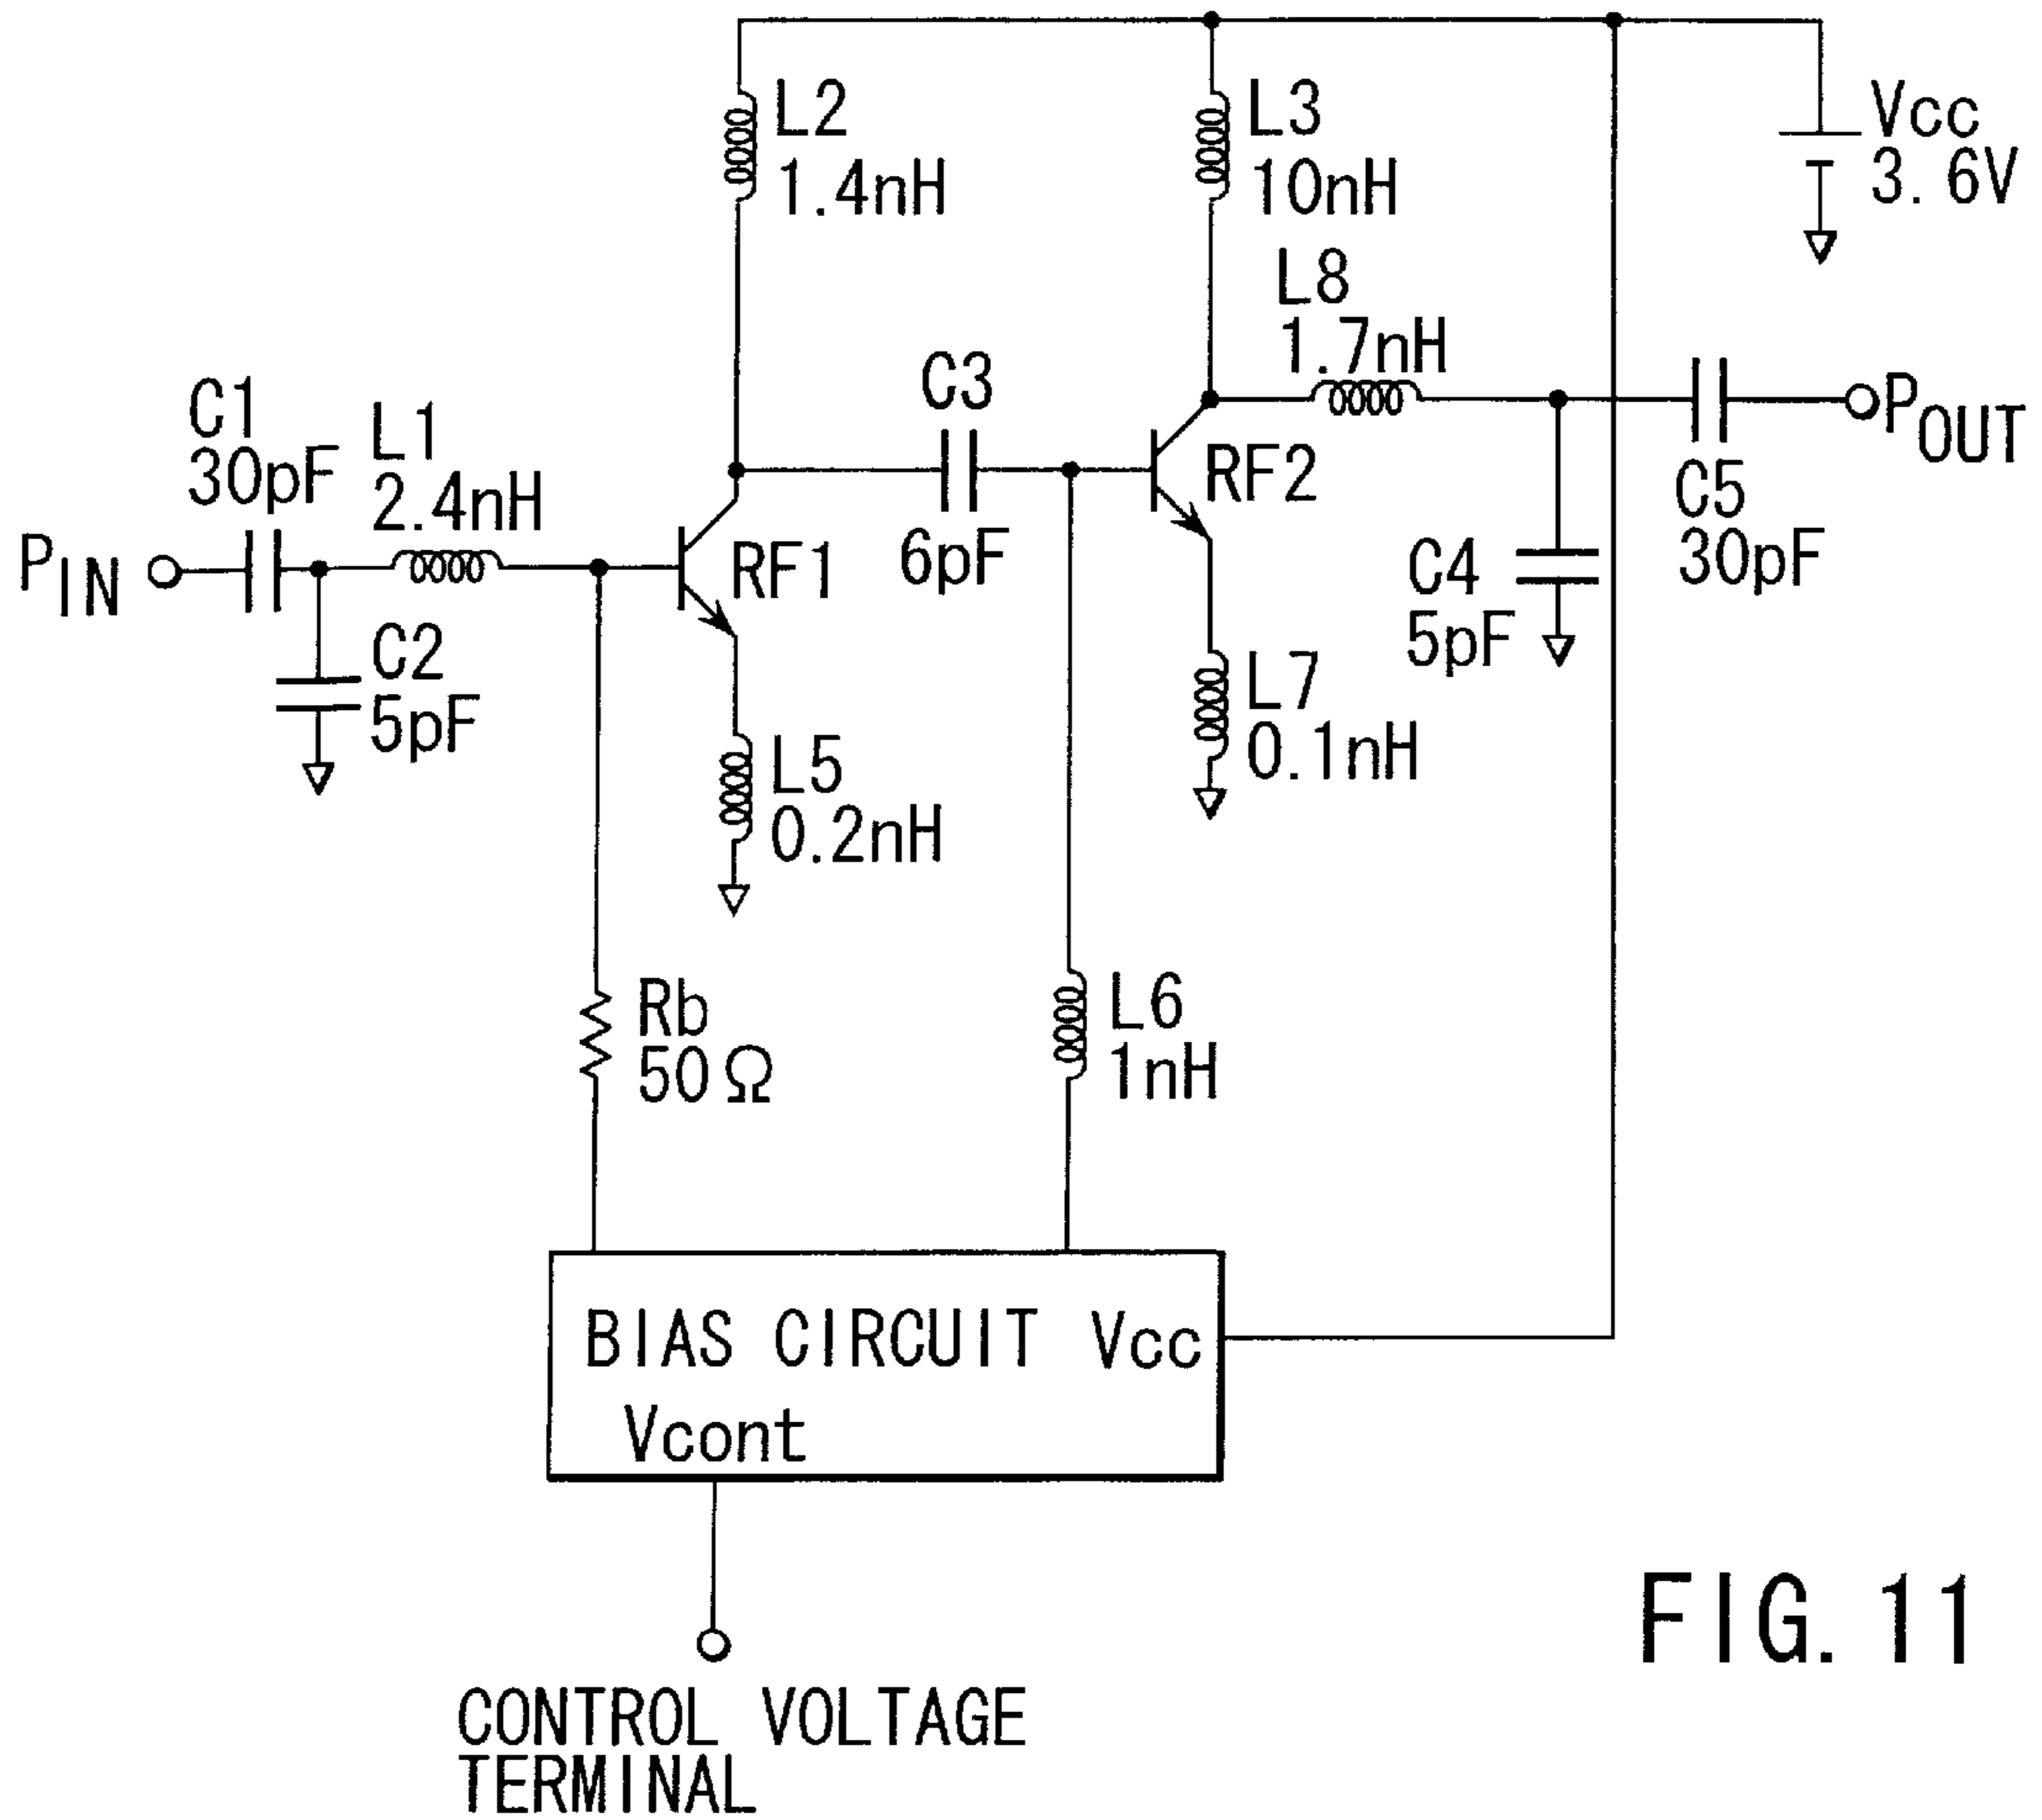 L2
1.4nH
L3
10nH
Vcc
3.6V
L8
1.7nH
C1
30pF
L1
2.4nH
C3
6pF
PIN
RF1
RF2
POUT
C5
30pF
C4
5pF
C2
5pF
L5
0.2nH
L7
0.1nH
Rb
50Ω
L6
1nH
BIAS CIRCUIT Vcc
Vcont
CONTROL VOLTAGE
TERMINAL
FIG. 11